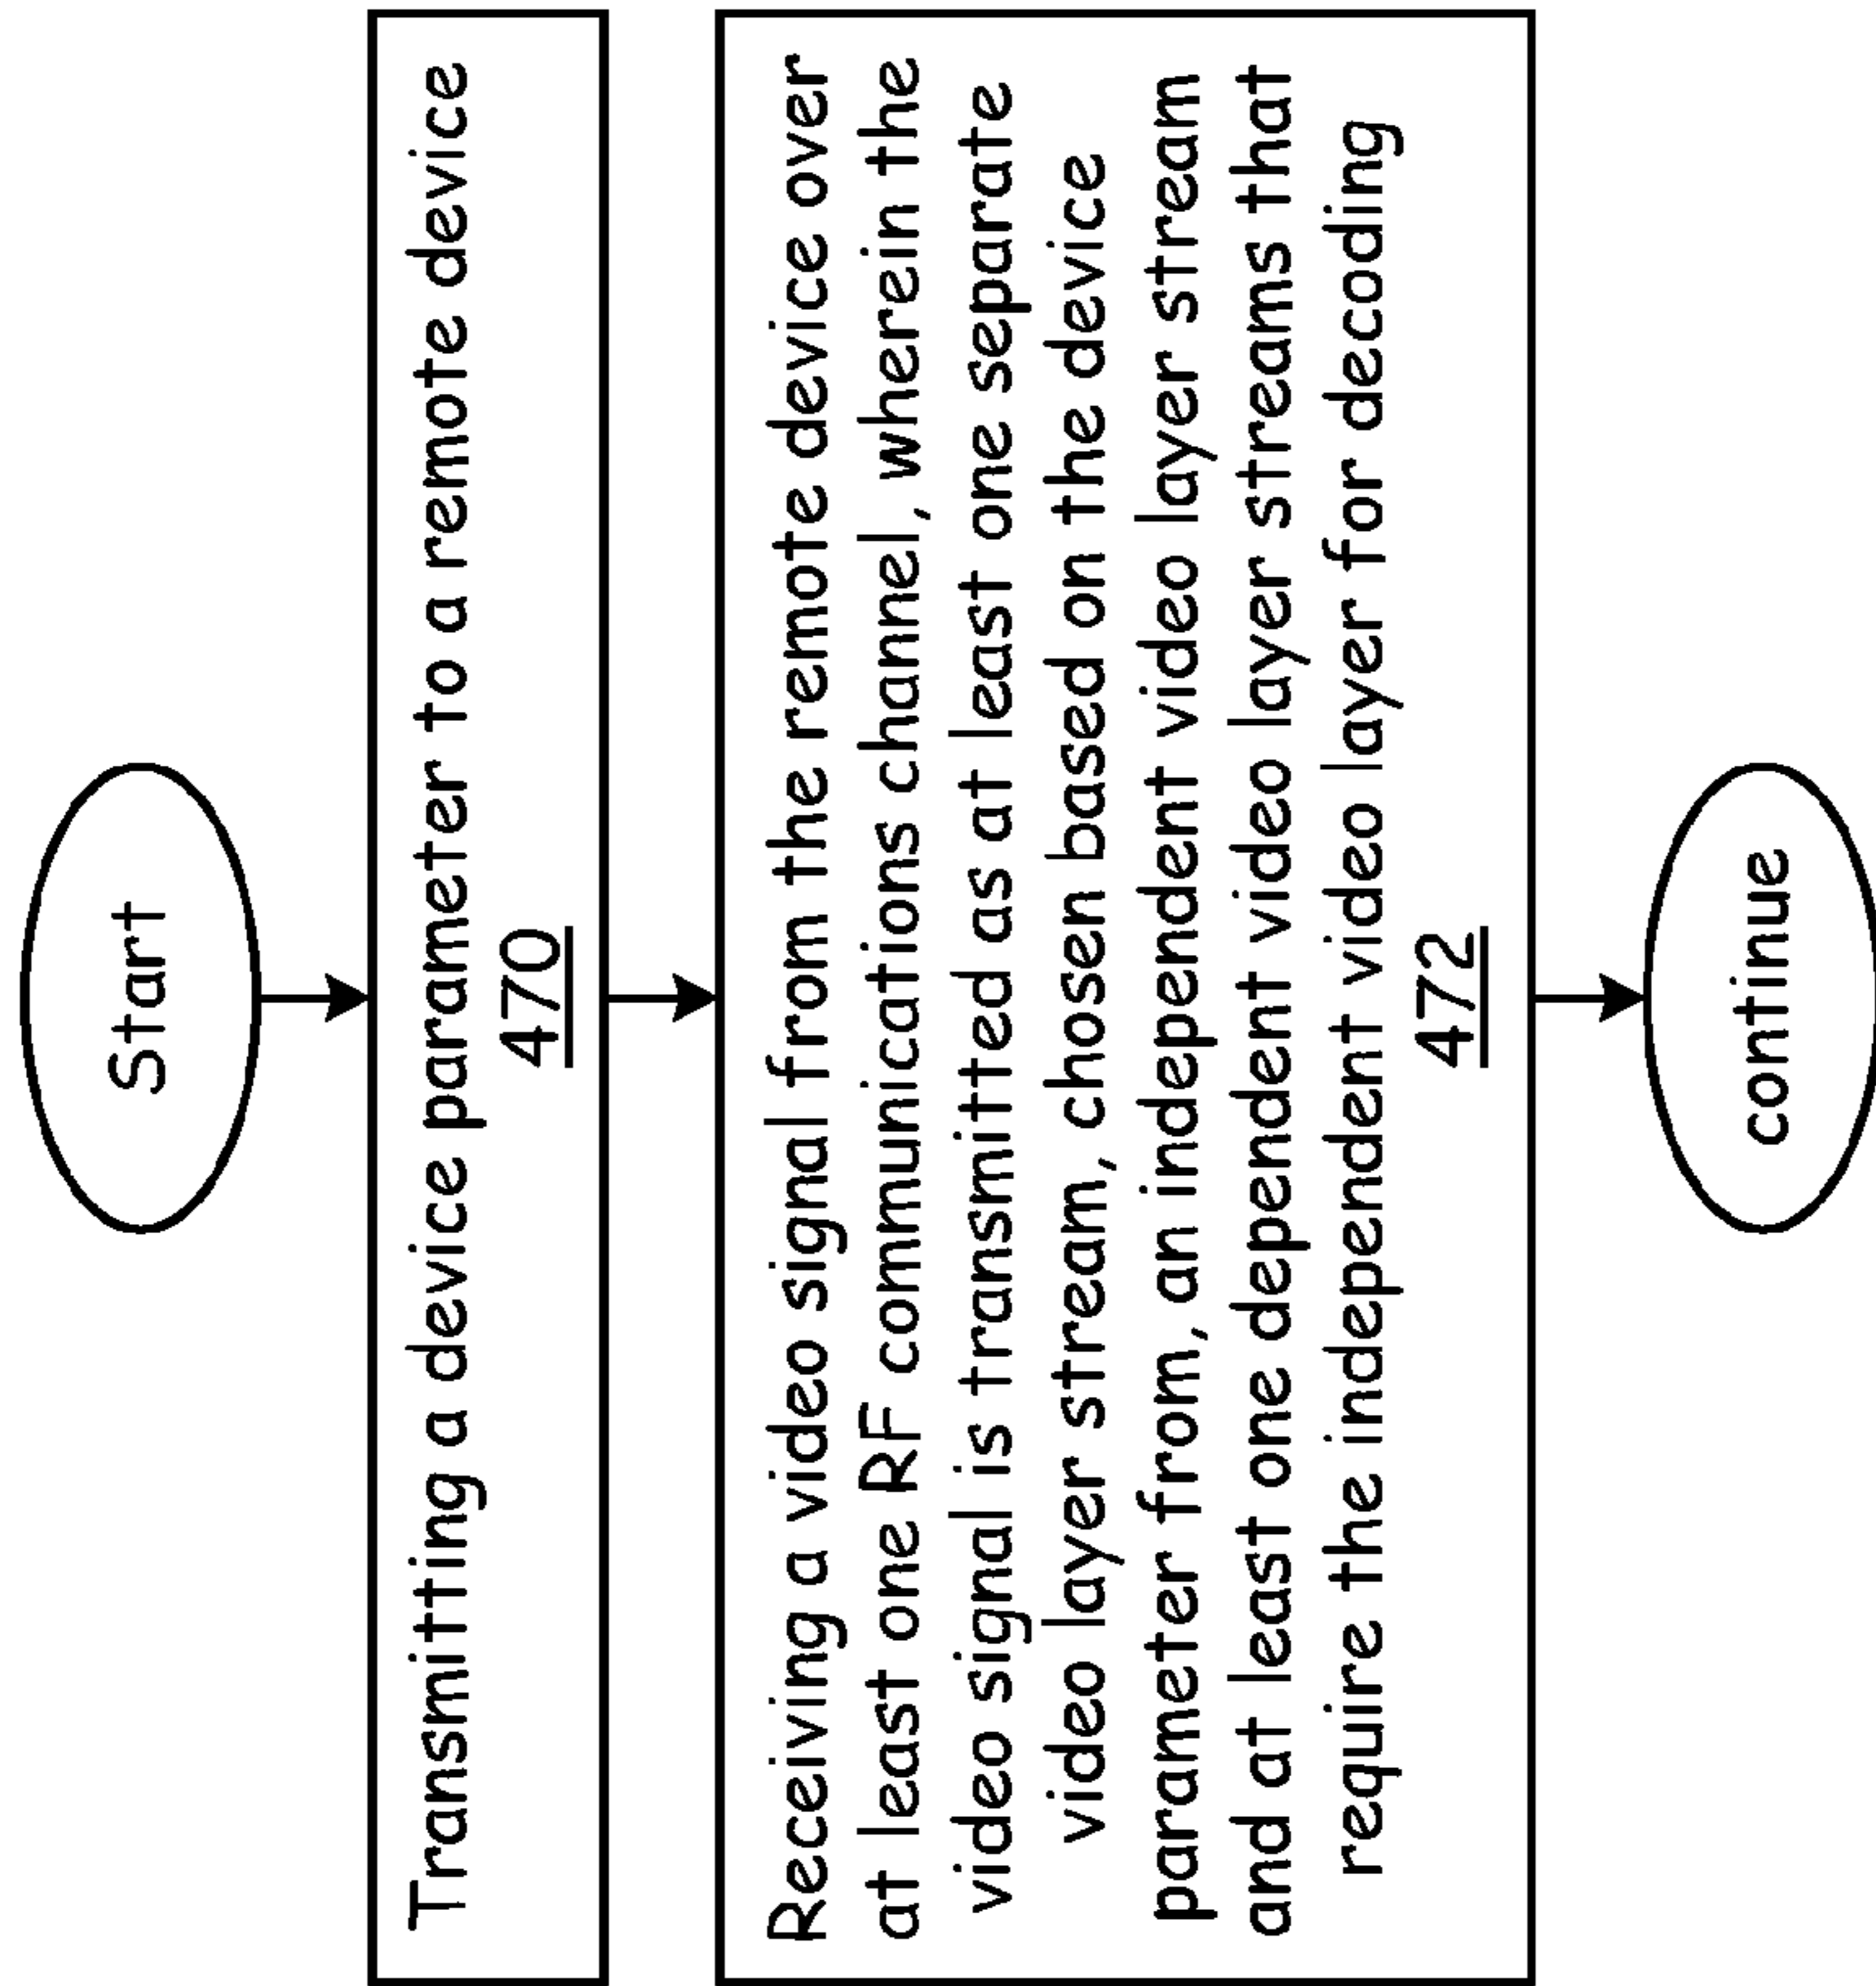 Start
Transmitting a device parameter to a remote device
470
Receiving a video signal from the remote device over
at least one RF communications channel, wherein the
video signal is transmitted as at least one separate
video layer stream, chosen based on the device
parameter from, an independent video layer stream
and at least one dependent video layer streams that
require the independent video layer for decoding
472
continue